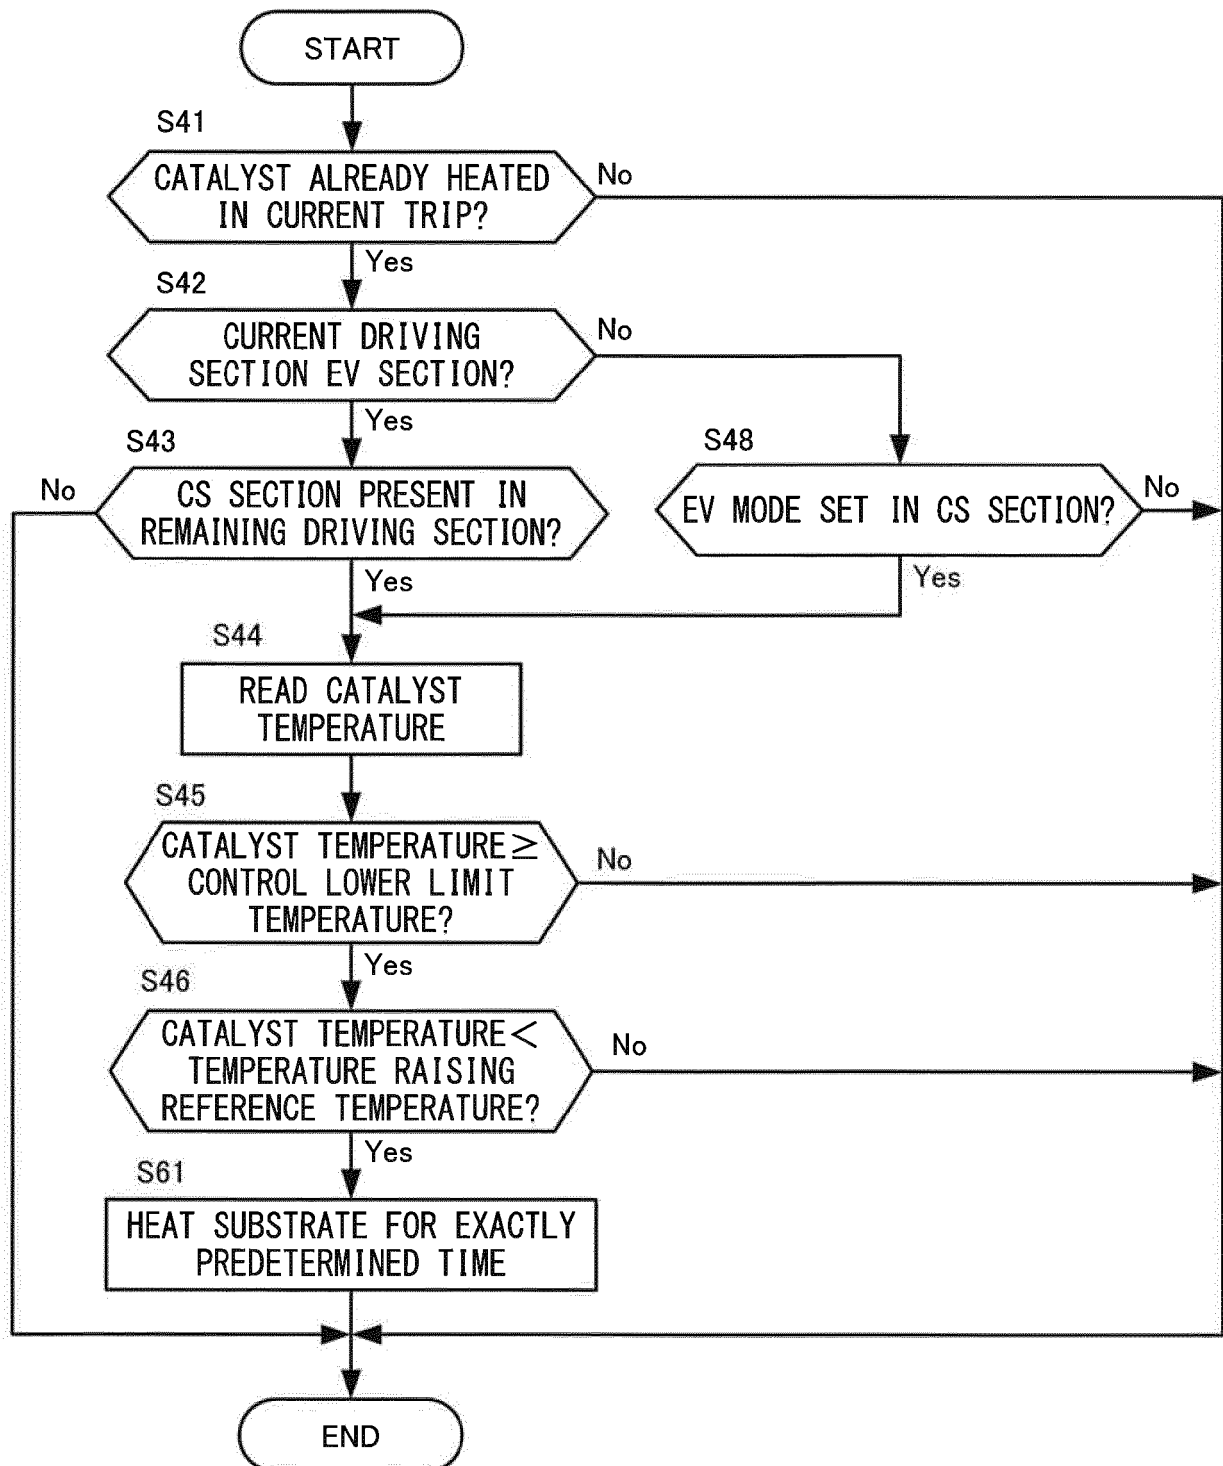 START
S41
CATALYST ALREADY HEATED
IN CURRENT TRIP?
No
Yes
S42
CURRENT DRIVING
SECTION EV SECTION?
No
Yes
S43
No
CS SECTION PRESENT IN
REMAINING DRIVING SECTION?
Yes
S48
EV MODE SET IN CS SECTION?
No
Yes
S44
READ CATALYST
TEMPERATURE
S45
CATALYST TEMPERATURE≥
CONTROL LOWER LIMIT
TEMPERATURE?
No
Yes
S46
CATALYST TEMPERATURE<
TEMPERATURE RAISING
REFERENCE TEMPERATURE?
No
Yes
S61
HEAT SUBSTRATE FOR EXACTLY
PREDETERMINED TIME
END